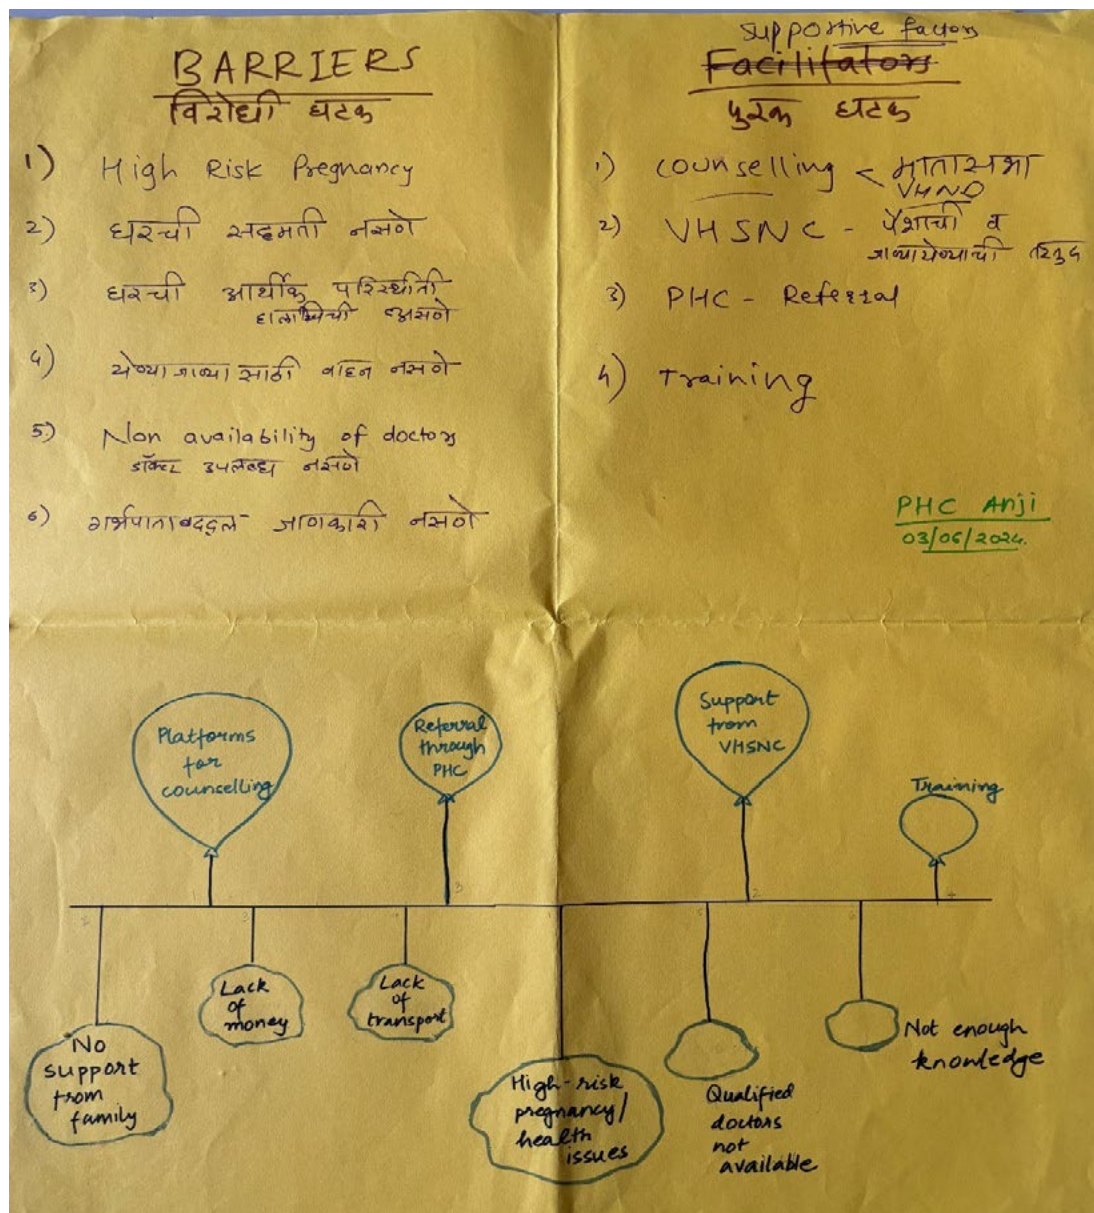 BARRIERS
विरोधी घटक
1) High Risk Pregnancy
2) घरची सहमती नसणे
3) घरची आर्थीक परिस्थीती
हालाखिची असणे
4) येण्या जाण्या साठी वाहन नसणे
5) Non availability of doctors
डॉक्टर उपलब्ध नसणे
6) गर्भपाताबद्दल जाणकारी नसणे
Supportive factors
Facilitators
पुरक घटक
1) Counselling < मातासभा
VHND
2) VHSNC - पैशाची व
जाण्यायेण्याची
3) PHC - Referral
4) Training
PHC Anji
03/06/2024.
Platforms
for
counselling
Referral
through
PHC
Support
from
VHSNC
Training
No
support
from
family
Lack
of
money
Lack
of
transport
High-risk
pregnancy/
health
issues
Qualified
doctors
not
available
Not enough
knowledge